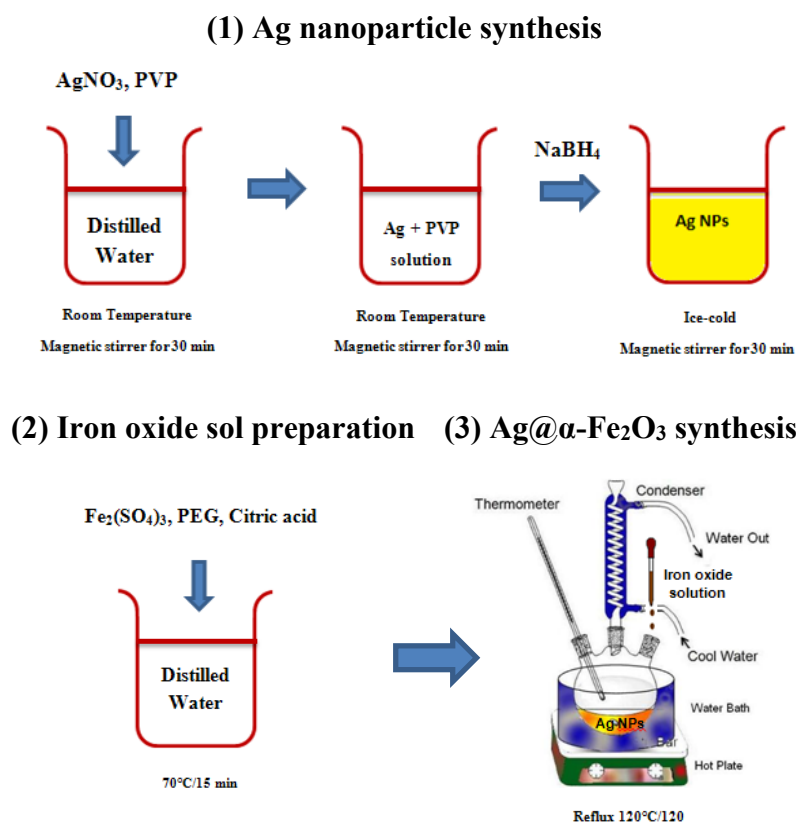 (1) Ag nanoparticle synthesis
AgNO₃, PVP
Distilled
Water
Room Temperature
Magnetic stirrer for 30 min
Ag + PVP
solution
Room Temperature
Magnetic stirrer for 30 min
NaBH₄
Ag NPs
Ice-cold
Magnetic stirrer for 30 min
(2) Iron oxide sol preparation
Fe₂(SO₄)₃, PEG, Citric acid
Distilled
Water
70°C/15 min
(3) Ag@α-Fe₂O₃ synthesis
Thermometer
Condenser
Water Out
Iron oxide
solution
Cool Water
Water Bath
Ag NPs
Bar
Hot Plate
Reflux 120°C/120